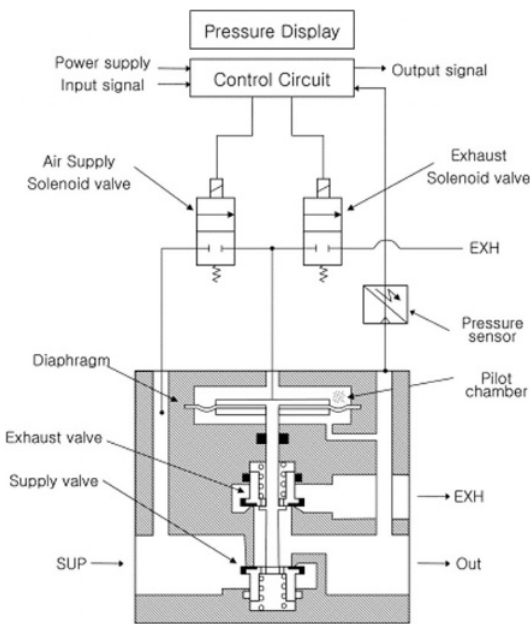 Pressure Display
Power supply
Input signal
Control Circuit
Output signal
Air Supply
Solenoid valve
Exhaust
Solenoid valve
EXH
Pressure
sensor
Diaphragm
Pilot
chamber
Exhaust valve
Supply valve
EXH
SUP
Out